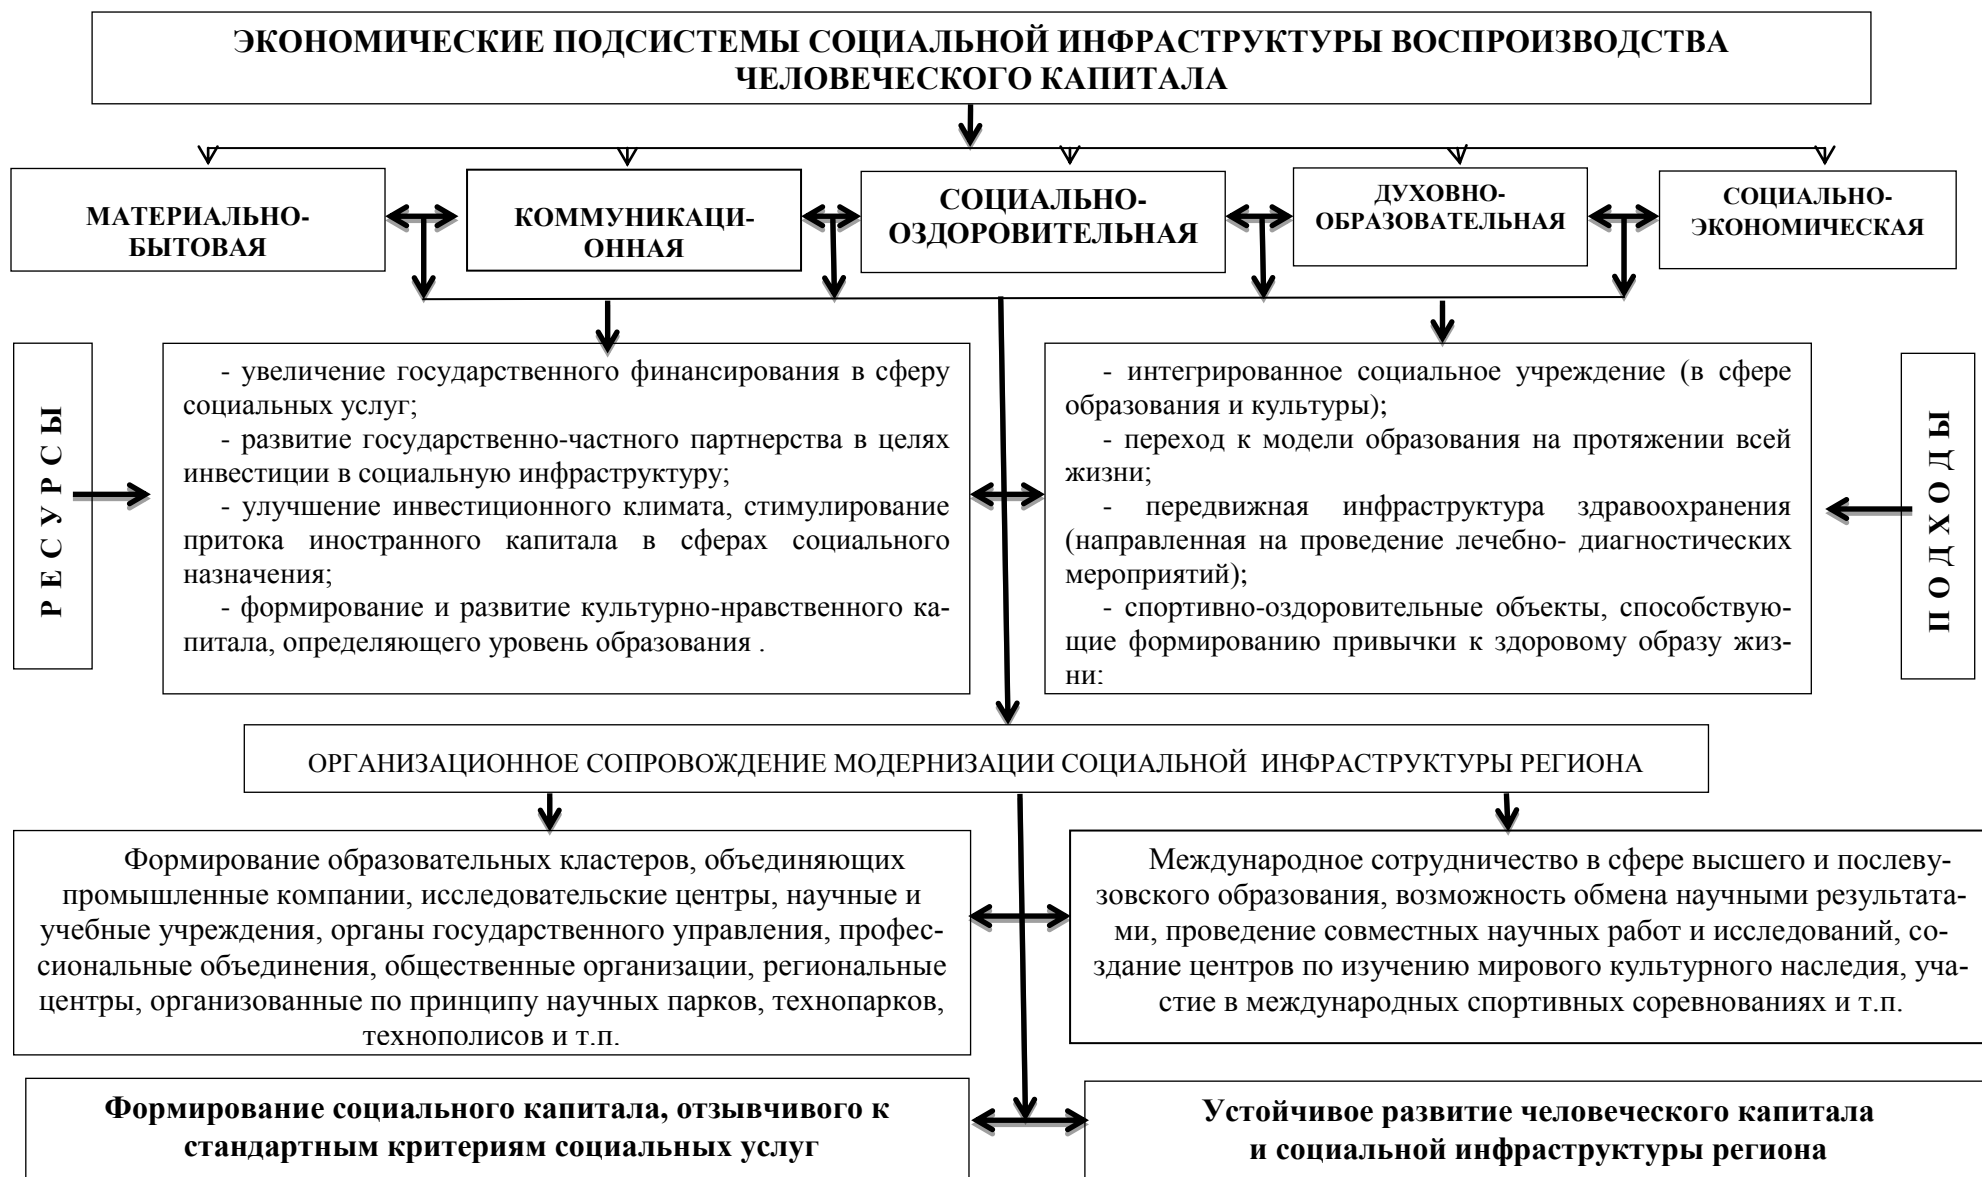 ЭКОНОМИЧЕСКИЕ ПОДСИСТЕМЫ СОЦИАЛЬНОЙ ИНФРАСТРУКТУРЫ ВОСПРОИЗВОДСТВА
ЧЕЛОВЕЧЕСКОГО КАПИТАЛА
МАТЕРИАЛЬНО-
БЫТОВАЯ
КОММУНИКАЦИ-
ОННАЯ
СОЦИАЛЬНО-
ОЗДОРОВИТЕЛЬНАЯ
ДУХОВНО-
ОБРАЗОВАТЕЛЬНАЯ
СОЦИАЛЬНО-
ЭКОНОМИЧЕСКАЯ
Р Е С У Р С Ы
- увеличение государственного финансирования в сферу
социальных услуг;
- развитие государственно-частного партнерства в целях
инвестиции в социальную инфраструктуру;
- улучшение инвестиционного климата, стимулирование
притока иностранного капитала в сферах социального
назначения;
- формирование и развитие культурно-нравственного ка-
питала, определяющего уровень образования .
- интегрированное социальное учреждение (в сфере
образования и культуры);
- переход к модели образования на протяжении всей
жизни;
- передвижная инфраструктура здравоохранения
(направленная на проведение лечебно- диагностических
мероприятий);
- спортивно-оздоровительные объекты, способствую-
щие формированию привычки к здоровому образу жиз-
ни;
П О Д Х О Д Ы
ОРГАНИЗАЦИОННОЕ СОПРОВОЖДЕНИЕ МОДЕРНИЗАЦИИ СОЦИАЛЬНОЙ ИНФРАСТРУКТУРЫ РЕГИОНА
Формирование образовательных кластеров, объединяющих
промышленные компании, исследовательские центры, научные и
учебные учреждения, органы государственного управления, профес-
сиональные объединения, общественные организации, региональные
центры, организованные по принципу научных парков, технопарков,
технополисов и т.п.
Международное сотрудничество в сфере высшего и послеву-
зовского образования, возможность обмена научными результата-
ми, проведение совместных научных работ и исследований, со-
здание центров по изучению мирового культурного наследия, уча-
стие в международных спортивных соревнованиях и т.п.
Формирование социального капитала, отзывчивого к
стандартным критериям социальных услуг
Устойчивое развитие человеческого капитала
и социальной инфраструктуры региона